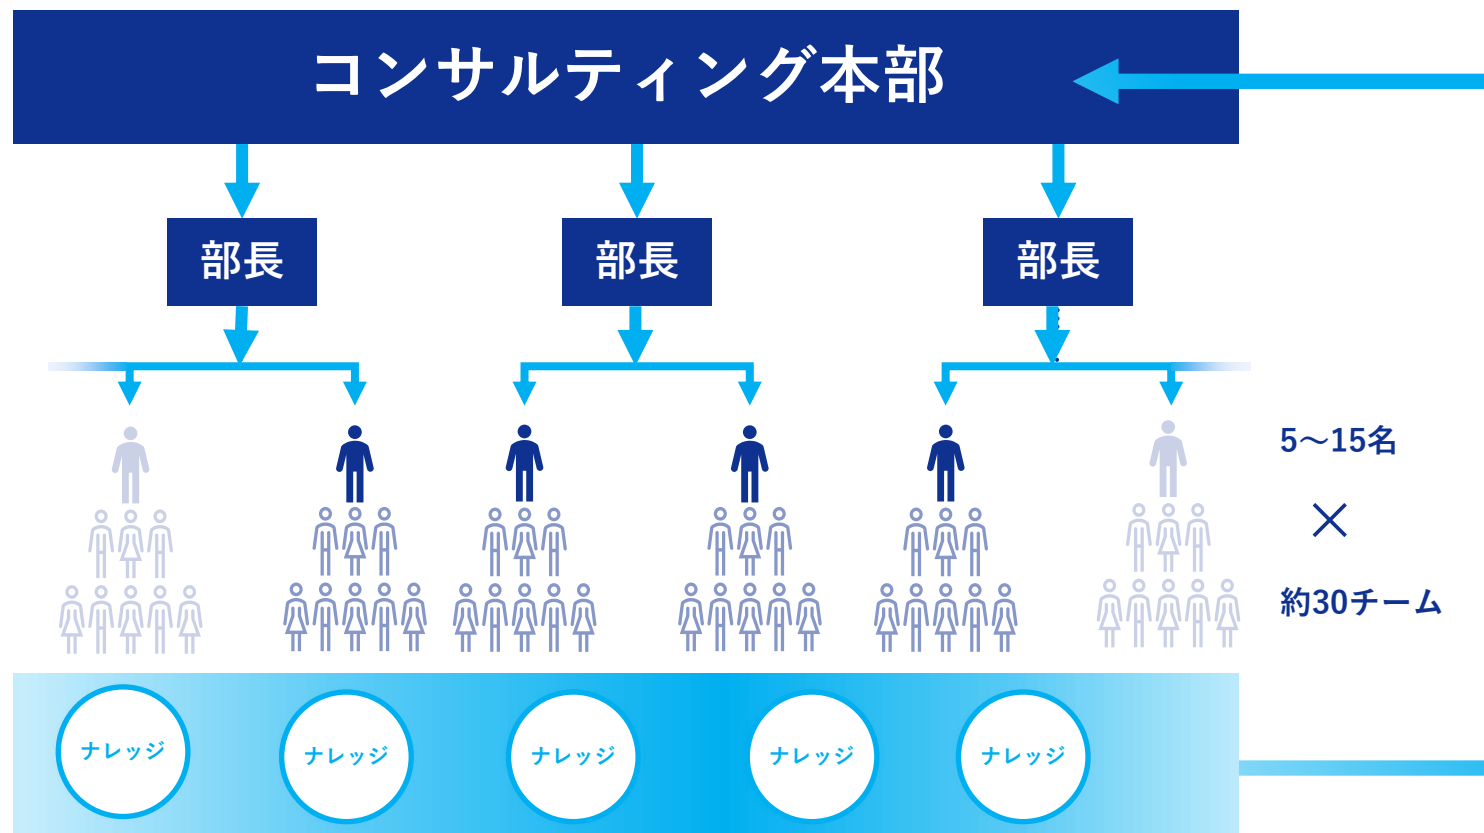 コンサルティング本部
部長
部長
部長
5〜15名
×
約30チーム
ナレッジ
ナレッジ
ナレッジ
ナレッジ
ナレッジ